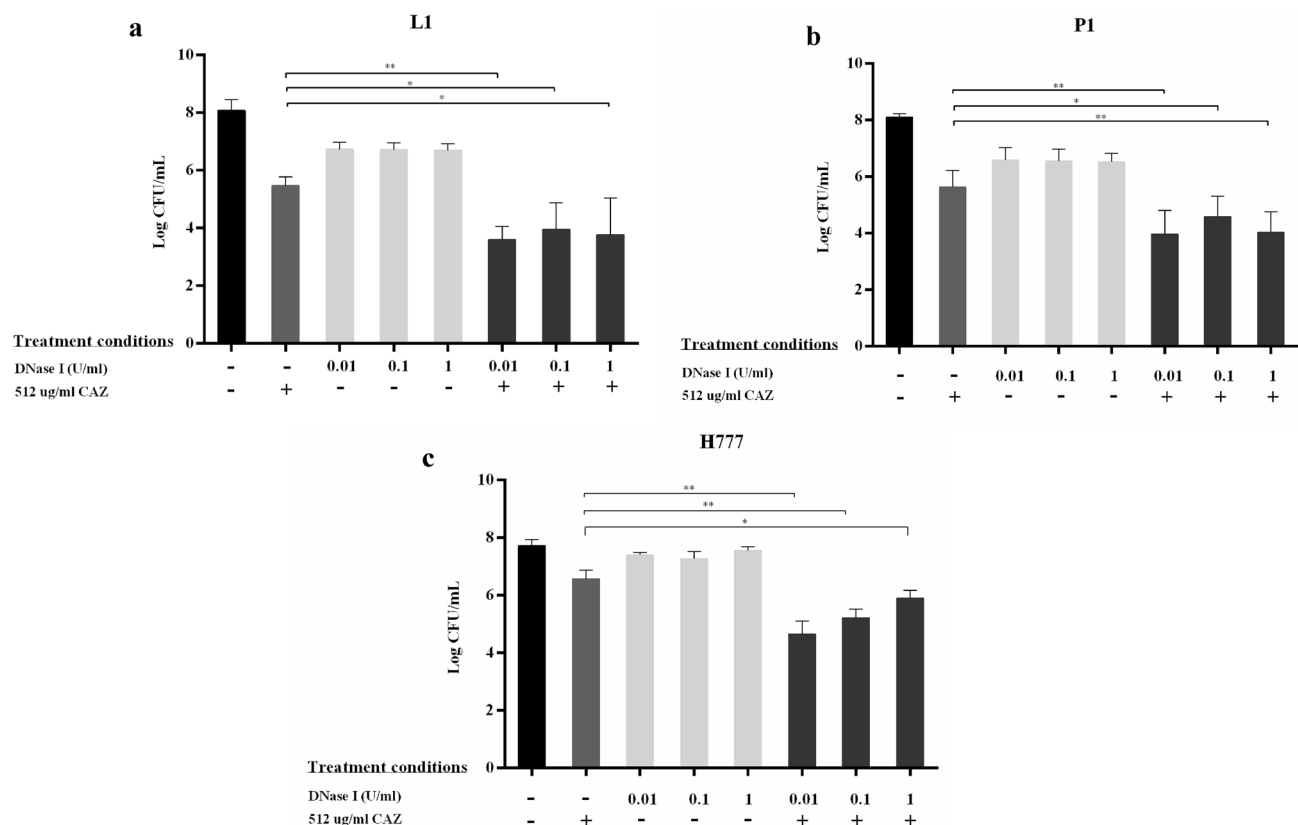 a
L1
10
8
6
4
2
0
Log CFU/mL
**
*
*
Treatment conditions
DNase I (U/ml) - - 0.01 0.1 1 0.01 0.1 1
512 ug/ml CAZ - + - - - + + +
b
P1
10
8
6
4
2
0
Log CFU/mL
**
*
**
Treatment conditions
DNase I (U/ml) - - 0.01 0.1 1 0.01 0.1 1
512 ug/ml CAZ - + - - - + + +
c
H777
10
8
6
4
2
0
Log CFU/mL
**
**
*
Treatment conditions
DNase I (U/ml) - - 0.01 0.1 1 0.01 0.1 1
512 ug/ml CAZ - + - - - + + +